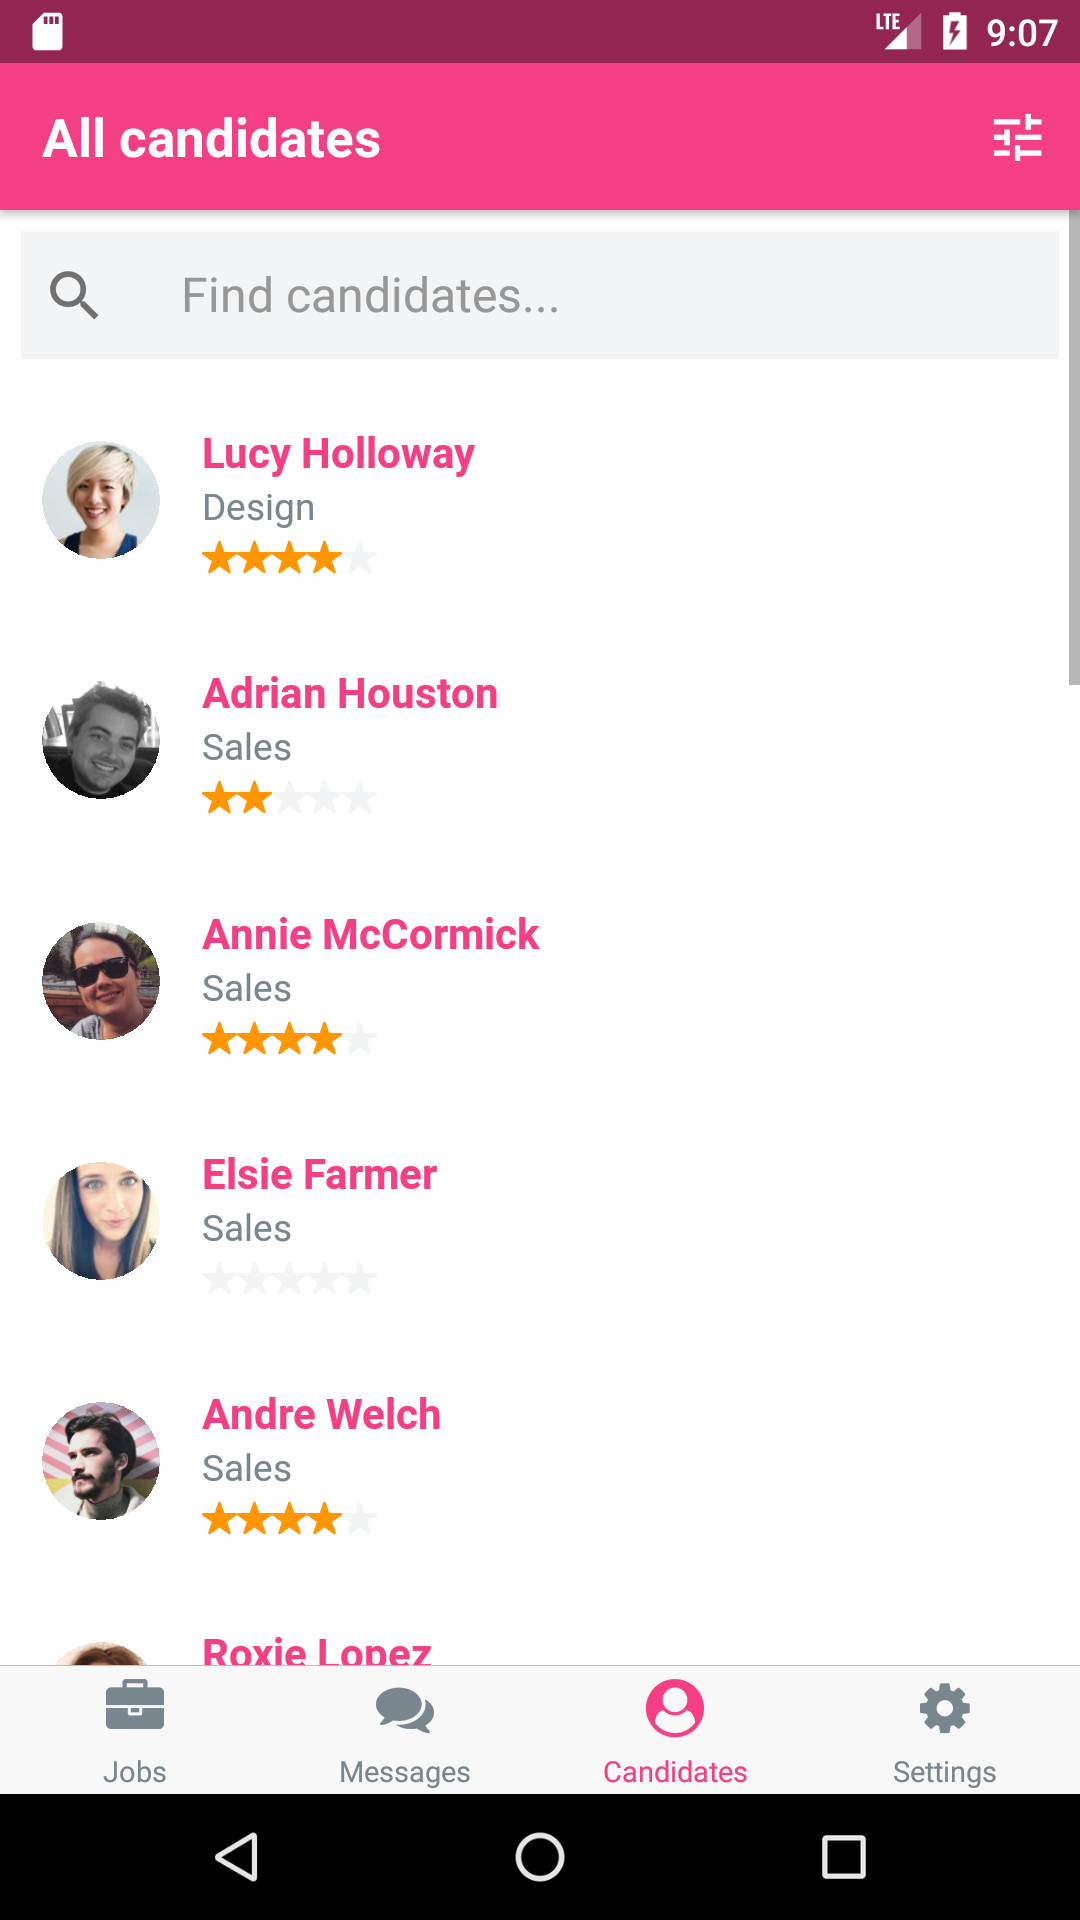 LTE 9:07
All candidates
Find candidates...
Lucy Holloway
Design
Adrian Houston
Sales
Annie McCormick
Sales
Elsie Farmer
Sales
Andre Welch
Sales
Roxie Lopez
Jobs Messages Candidates Settings